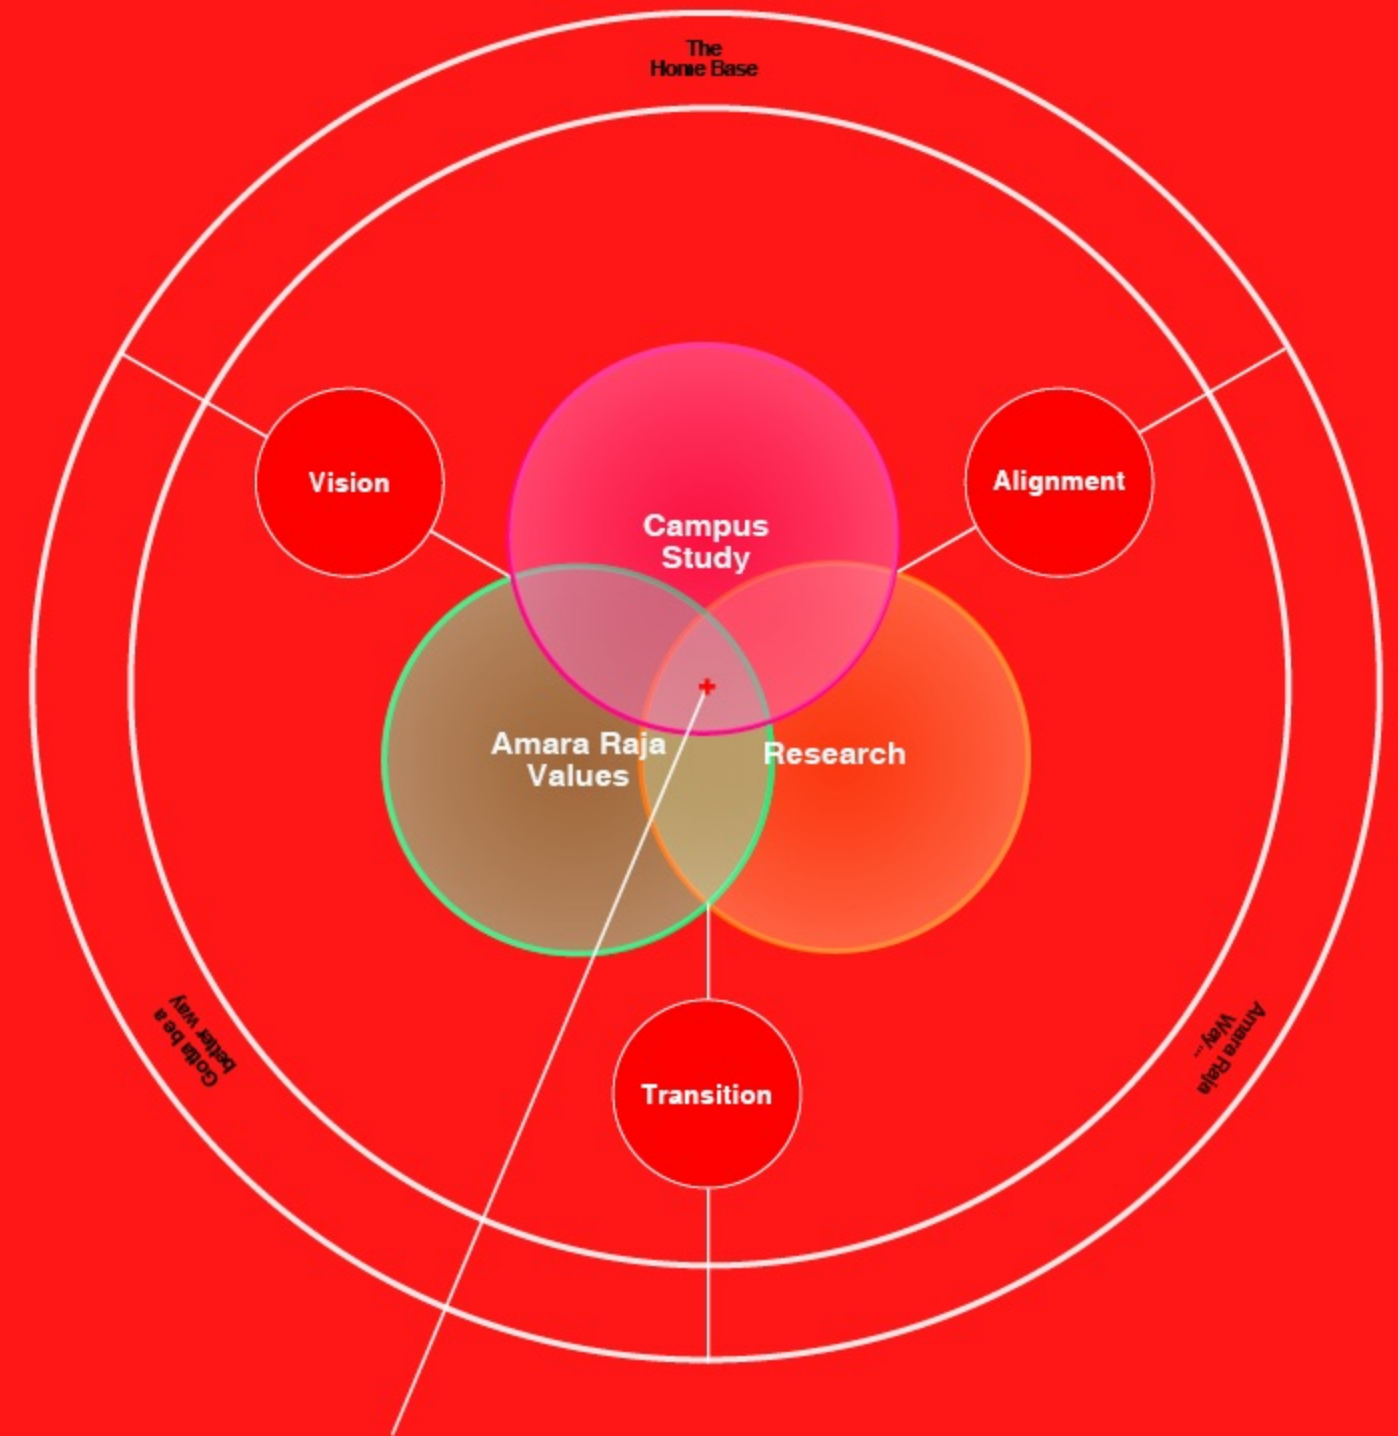 The
Home Base
Vision
Alignment
Campus
Study
Amara Raja
Values
Research
Gotta be a
better way
Amara Raja
Way...
Transition